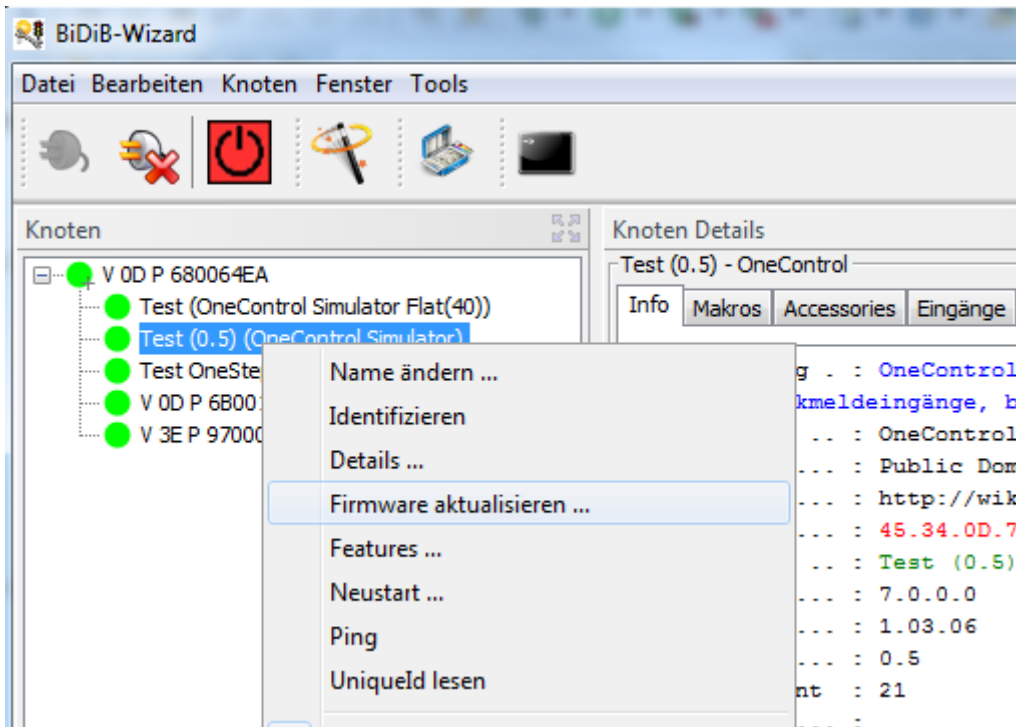 BiDiB-Wizard
Datei Bearbeiten Knoten Fenster Tools
Knoten
Knoten Details
V 0D P 680064EA
Test (OneControl Simulator Flat(40))
Test (0.5) (OneControl Simulator)
Test OneSte
V 0D P 6B00
V 3E P 97000
Name ändern ...
Identifizieren
Details ...
Firmware aktualisieren ...
Features ...
Neustart ...
Ping
UniqueId lesen
Test (0.5) - OneControl
Info Makros Accessories Eingänge
g . : OneControl
kmeldeingänge, b
.. : OneControl
... : Public Dom
... : http://wik
... : 45.34.0D.7
.. : Test (0.5)
... : 7.0.0.0
... : 1.03.06
... : 0.5
nt : 21